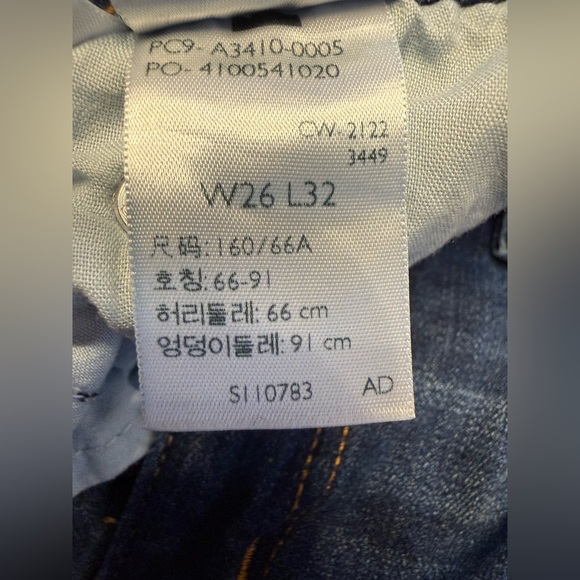 PC9- A3410-0005
PO- 4100541020
CW- 2122
3449
W26 L32
尺码: 160/66A
호칭: 66-91
허리둘레: 66 cm
엉덩이둘레: 91 cm
S110783 AD